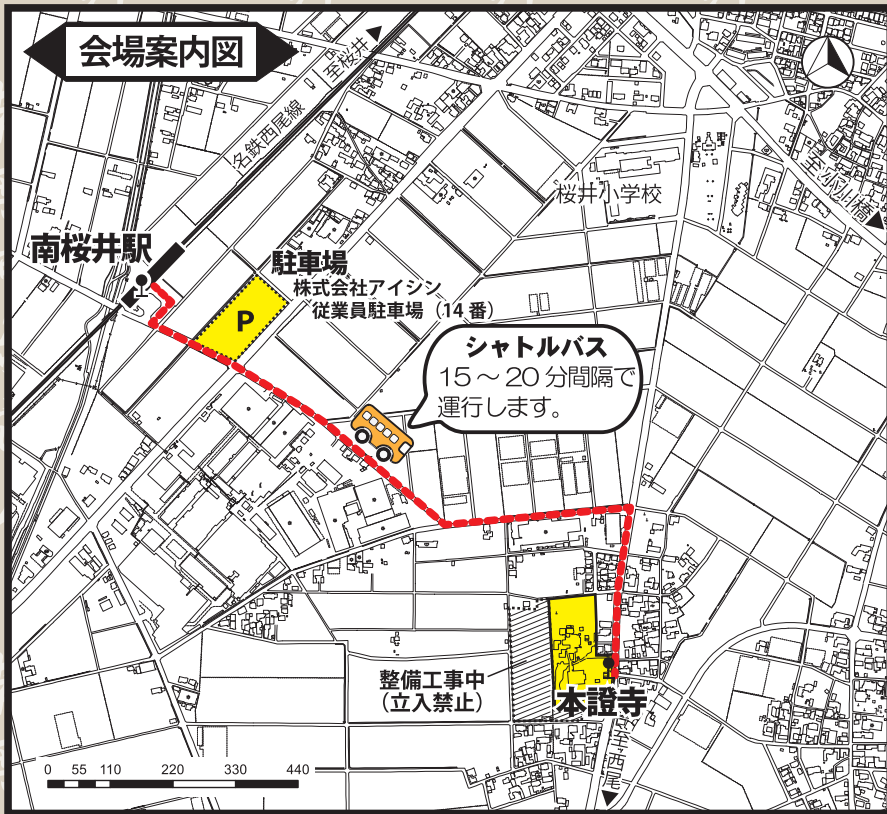 会場案内図
至桜井
名鉄西尾線
桜井小学校
至小川橋
南桜井駅
駐車場
株式会社アイシン
従業員駐車場（14 番）
P
シャトルバス
15～20 分間隔で
運行します。
整備工事中
（立入禁止）
本證寺
至西尾
0 55 110 220 330 440